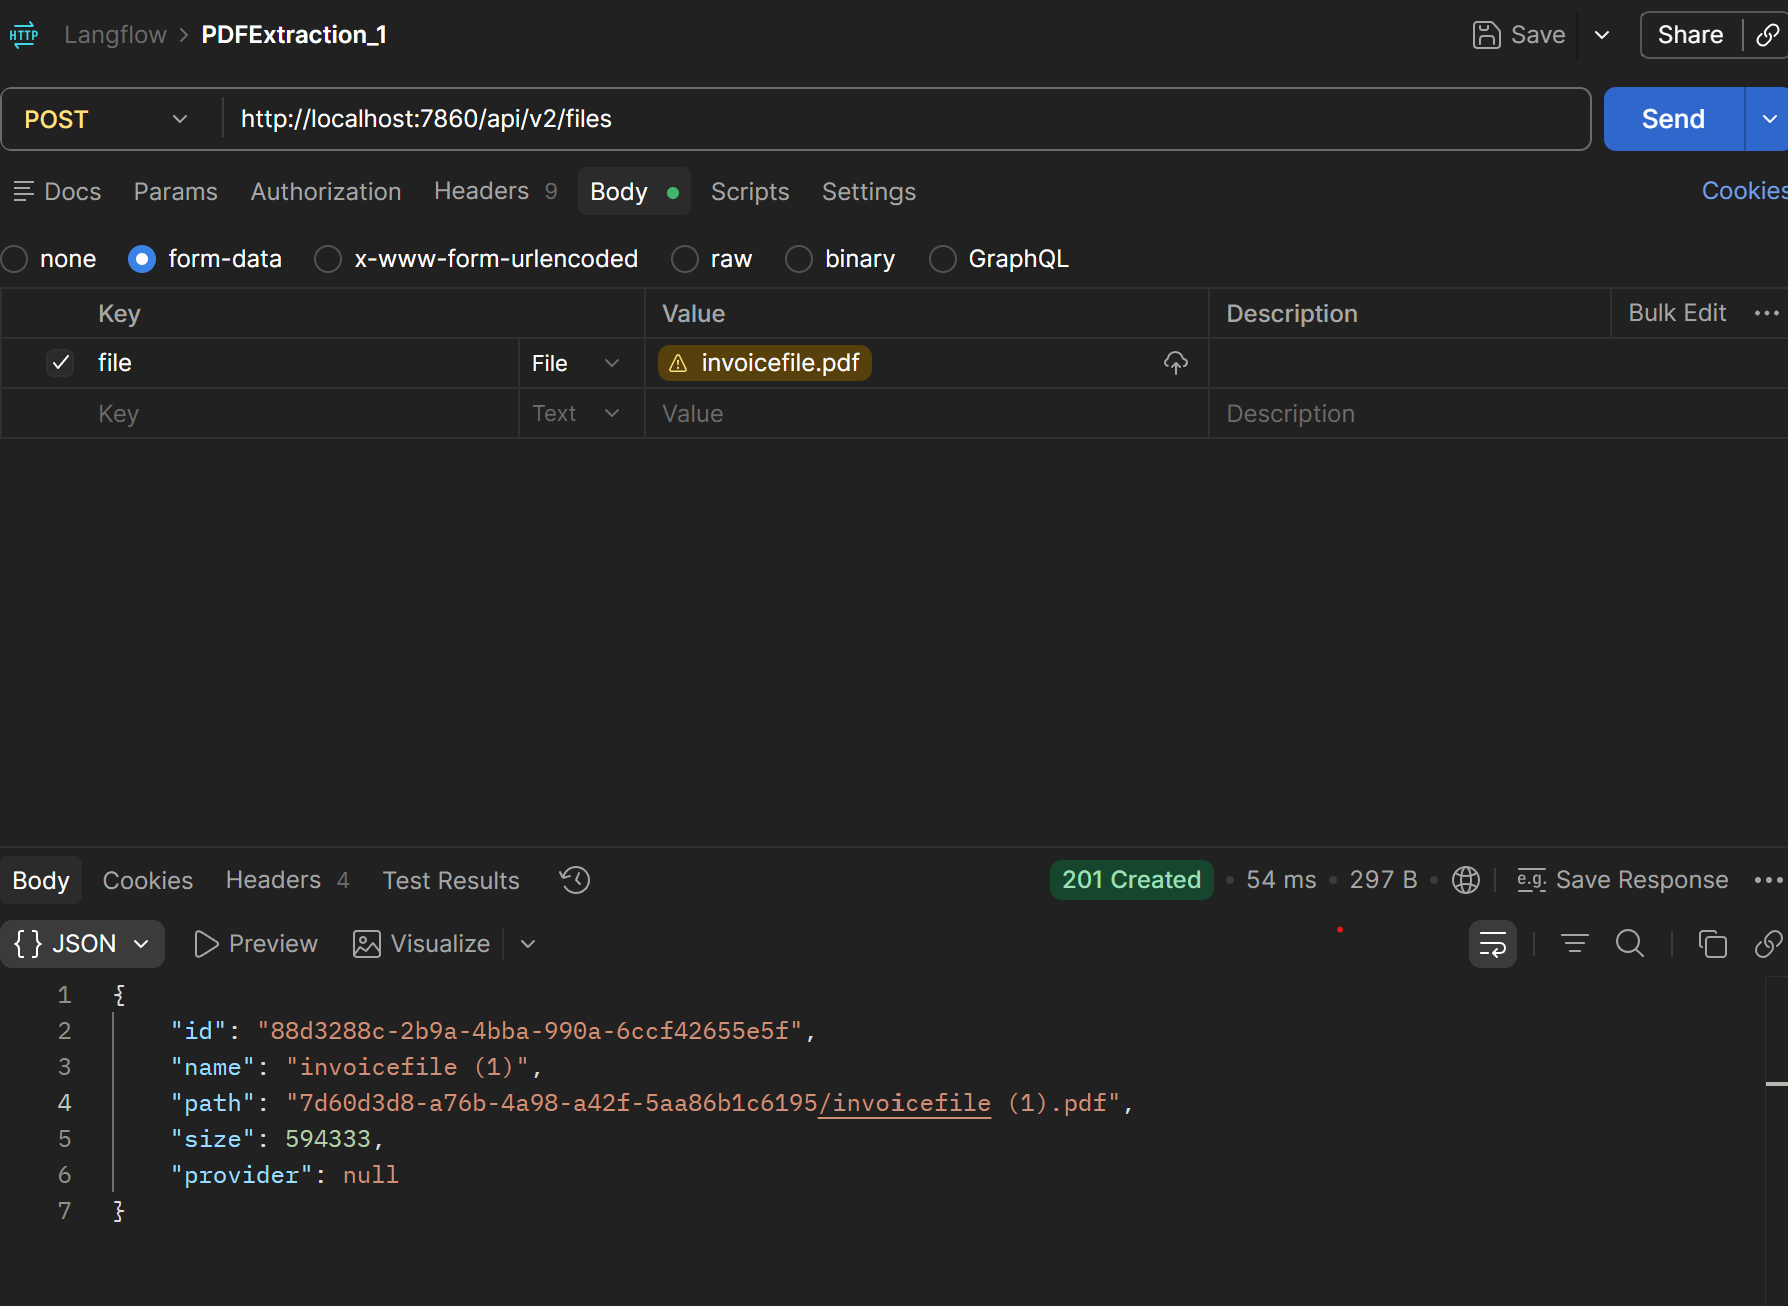 HTTP Langflow > PDFExtraction_1 Save Share
POST http://localhost:7860/api/v2/files Send
Docs Params Authorization Headers 9 Body Scripts Settings Cookies
none form-data x-www-form-urlencoded raw binary GraphQL
Key Value Description Bulk Edit ...
file File invoicefile.pdf
Key Text Value Description
Body Cookies Headers 4 Test Results 201 Created • 54 ms • 297 B • e.g. Save Response ...
{ } JSON Preview Visualize
1 {
2 "id": "88d3288c-2b9a-4bba-990a-6ccf42655e5f",
3 "name": "invoicefile (1)",
4 "path": "7d60d3d8-a76b-4a98-a42f-5aa86b1c6195/invoicefile (1).pdf",
5 "size": 594333,
6 "provider": null
7 }